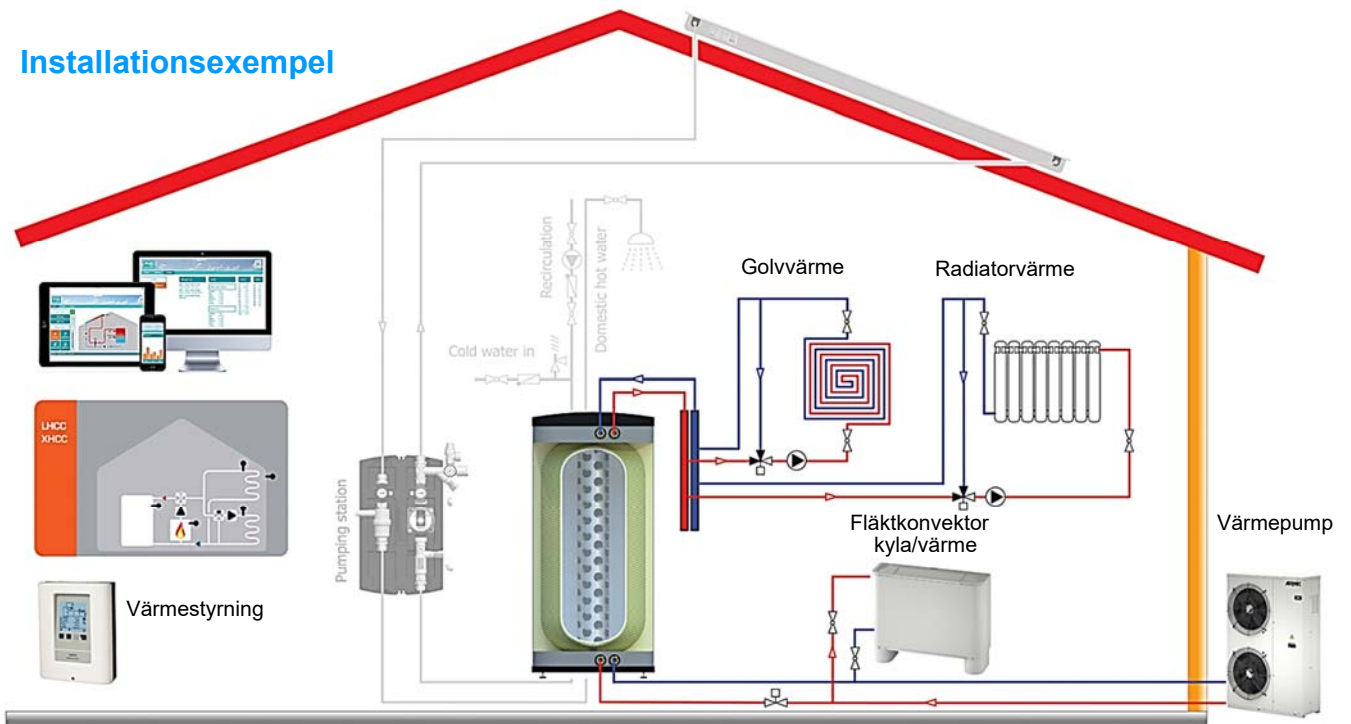 Installationsexempel
Recirculation
Domestic hot water
Cold water in
Golvvärme
Radiatorvärme
LHCC
XHCC
Pumping station
Fläktkonvektor
kyla/värme
Värmepump
Värmestyrning